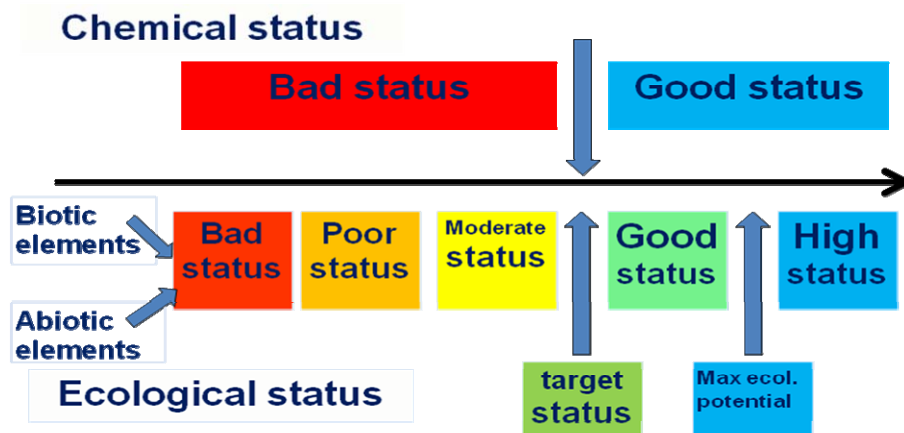 Chemical status
Bad status
Good status
Biotic
elements
Bad
status
Poor
status
Moderate
status
Good
status
High
status
Abiotic
elements
Ecological status
target
status
Max ecol.
potential